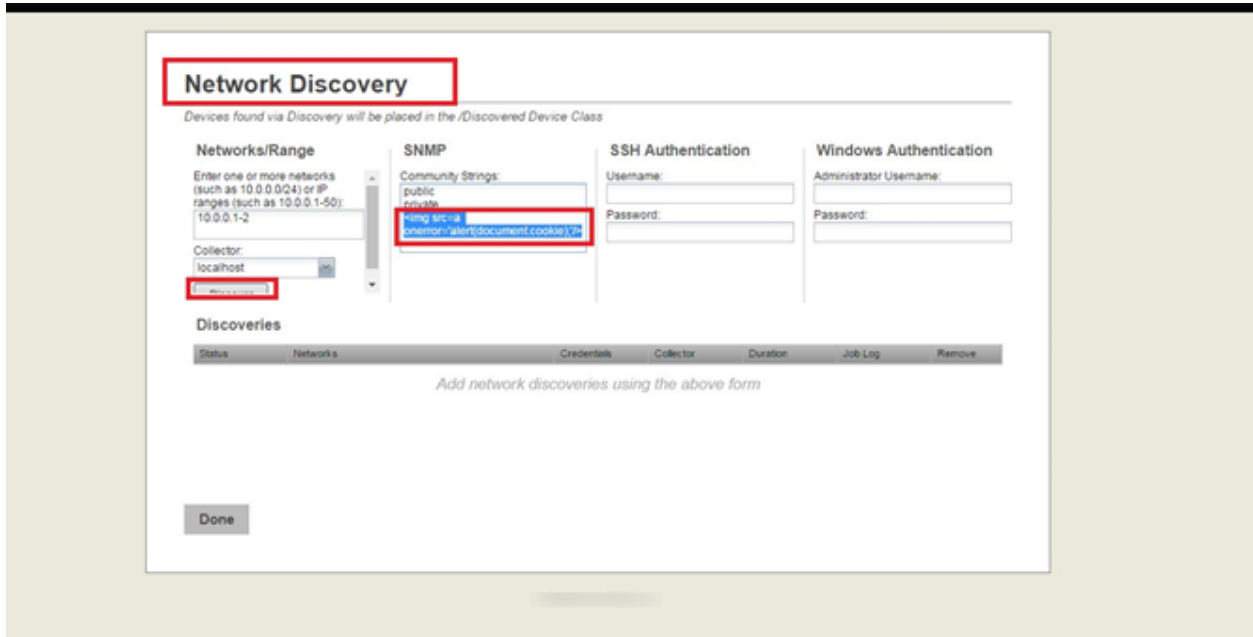 Network Discovery
Devices found via Discovery will be placed in the /Discovered Device Class
Networks/Range
Enter one or more networks
(such as 10.0.0.0/24) or IP
ranges (such as 10.0.0.1-50):
10.0.0.1-2
Collector:
localhost
SNMP
Community Strings:
public
private
<img src=a
onerror='alert(document.cookie);'/>
SSH Authentication
Username:
Password:
Windows Authentication
Administrator Username:
Password:
Discoveries
Status Networks Credentials Collector Duration Job Log Remove
Add network discoveries using the above form
Done